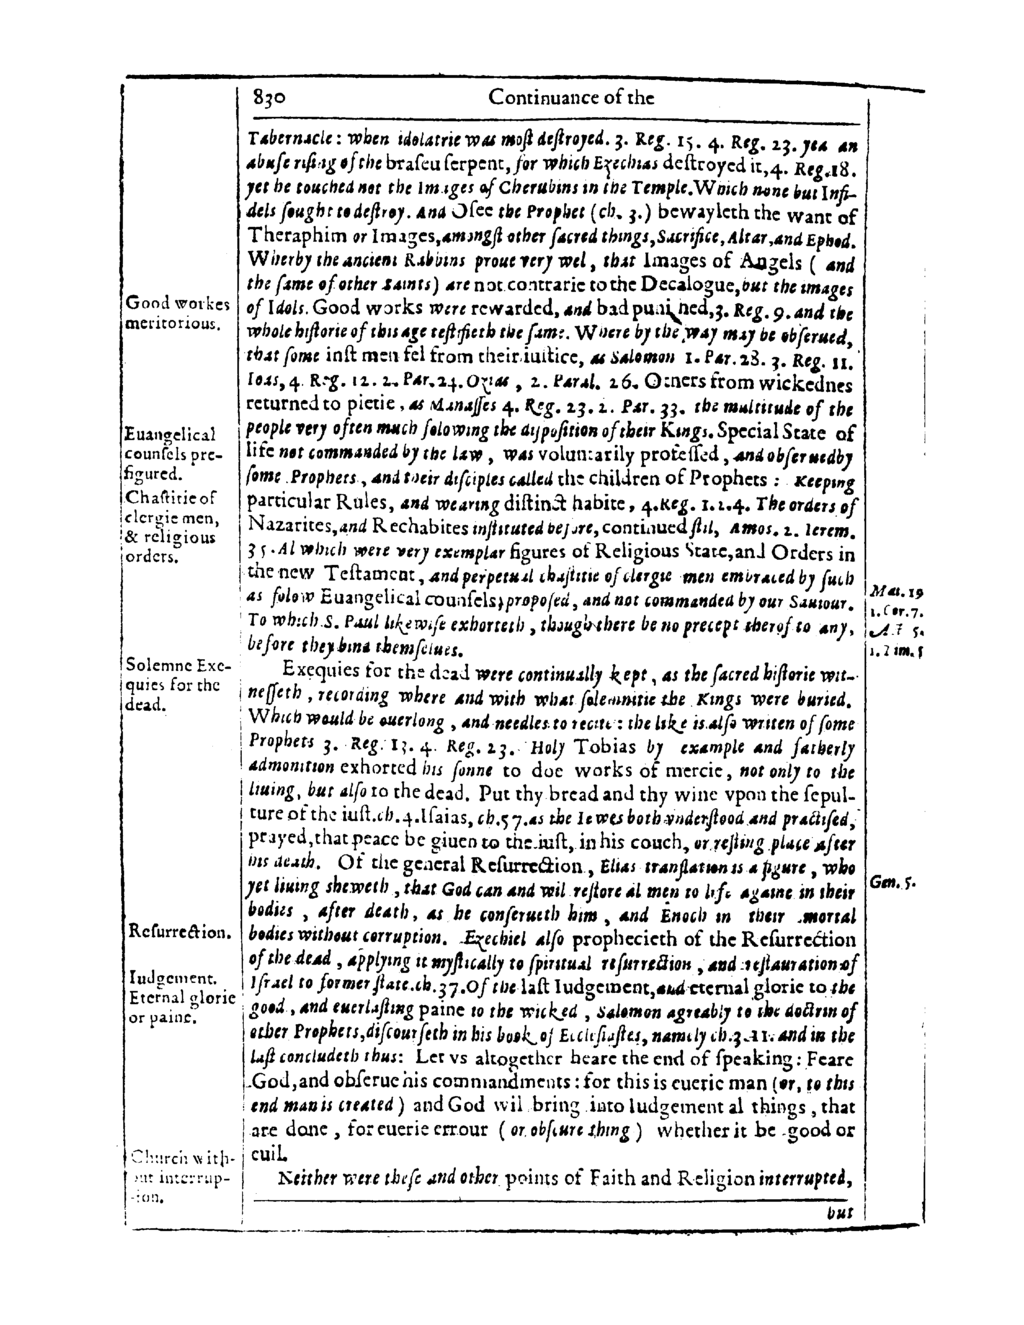 830 Continuance of the
Tabernacle: when idolatrie was most destroyed. 3. Reg. 15. 4. Reg. 23. yea an
abuse rising of the brasen serpent, for which Ezechias destroyed it, 4. Reg. 18.
yet he touched not the Images of Cherubins in the Temple. Which none but Infi-
dels sought to destroy. And Osee the Prophet (ch. 3.) bewayleth the want of
Theraphim or Images, amongst other sacred things, Sacrifice, Altar, and Ephod.
Wherby the ancient Rabbins proue very wel, that Images of Angels ( and
the same of other Saints) are not contrarie to the Decalogue, but the images
Good workes
meritorious.
of Idols. Good works were rewarded, and bad punished, 3. Reg. 9. and the
whole historie of this age testifieth the same. Where by the way may be obserued,
that some iust men fel from their iustice, as Salomon 1. Par. 28. 3. Reg. 11.
Ioas, 4. Reg. 12. 2. Par. 24. Ozias, 2. Paral. 26. Others from wickednes
returned to pietie, as Manasses 4. Reg. 23. 2. Par. 33. the multitude of the
Euangelical
counsels pre-
figured.
people very often much folowing the disposition of their Kings. Special State of
life not commanded by the law, was voluntarily professed, and obserued by
some Prophets, and their disciples called the children of Prophets : Keeping
Chastitie of
clergie men,
& religious
orders.
particular Rules, and wearing distinct habite, 4. Reg. 1. 2. 4. The orders of
Nazarites, and Rechabites instituted before, continued stil, Amos. 2. Ierem.
35. Al which were very exemplar figures of Religious State, and Orders in
the new Testament, and perpetual chastitie of clergie men embraced by such
as folow Euangelical counsels; proposed, and not commanded by our Sauiour.
Mat. 19
1. Cor. 7.
To which S. Paul likewise exhorteth, though there be no precept therof to any,
Act 5.
before they bind themselues.
1. Tim. 5
Solemne Exe-
quies for the
dead.
Exequies for the dead were continually kept, as the sacred historie wit-
nesseth, recording where and with what solemnitie the Kings were buried.
Which would be ouerlong, and needles to recite: the like is also writen of some
Prophets 3. Reg. 13. 4. Reg. 23. Holy Tobias by example and fatherly
admonition exhorted his sonne to doe works of mercie, not only to the
liuing, but also to the dead. Put thy bread and thy wine vpon the sepul-
ture of the iust. ch. 4. Isaias, ch. 57. as the Iewes both vnderstood and practised,
prayed, that peace be giuen to the iust, in his couch, or resting place after
his death. Of the general Resurrection, Elias translation is a figure, who
Gen. 5.
yet liuing sheweth, that God can and wil restore al men to life againe in their
bodies, after death, as he conserueth him, and Enoch in their mortal
Resurrection.
bodies without corruption. Ezechiel also prophecieth of the Resurrection
of the dead, applying it mystically to spiritual resurrection, and restauration of
Iudgement.
Eternal glorie
or paine.
Israel to former state. ch. 37. Of the last Iudgement, and eternal glorie to the
good, and euerlasting paine to the wicked, Salomon agreably to the doctrin of
other Prophets, discourseth in his book of Ecclesiastes, namely ch. 3. 11. and in the
last concludeth thus: Let vs altogether heare the end of speaking: Feare
God, and obserue his commandments: for this is euerie man (or, to this
end man is created) and God wil bring into Iudgement al things, that
are done, for euerie errour ( or obscure thing ) whether it be good or
euil.
Church with-
out interrup-
tion.
Neither were these and other points of Faith and Religion interrupted,
but